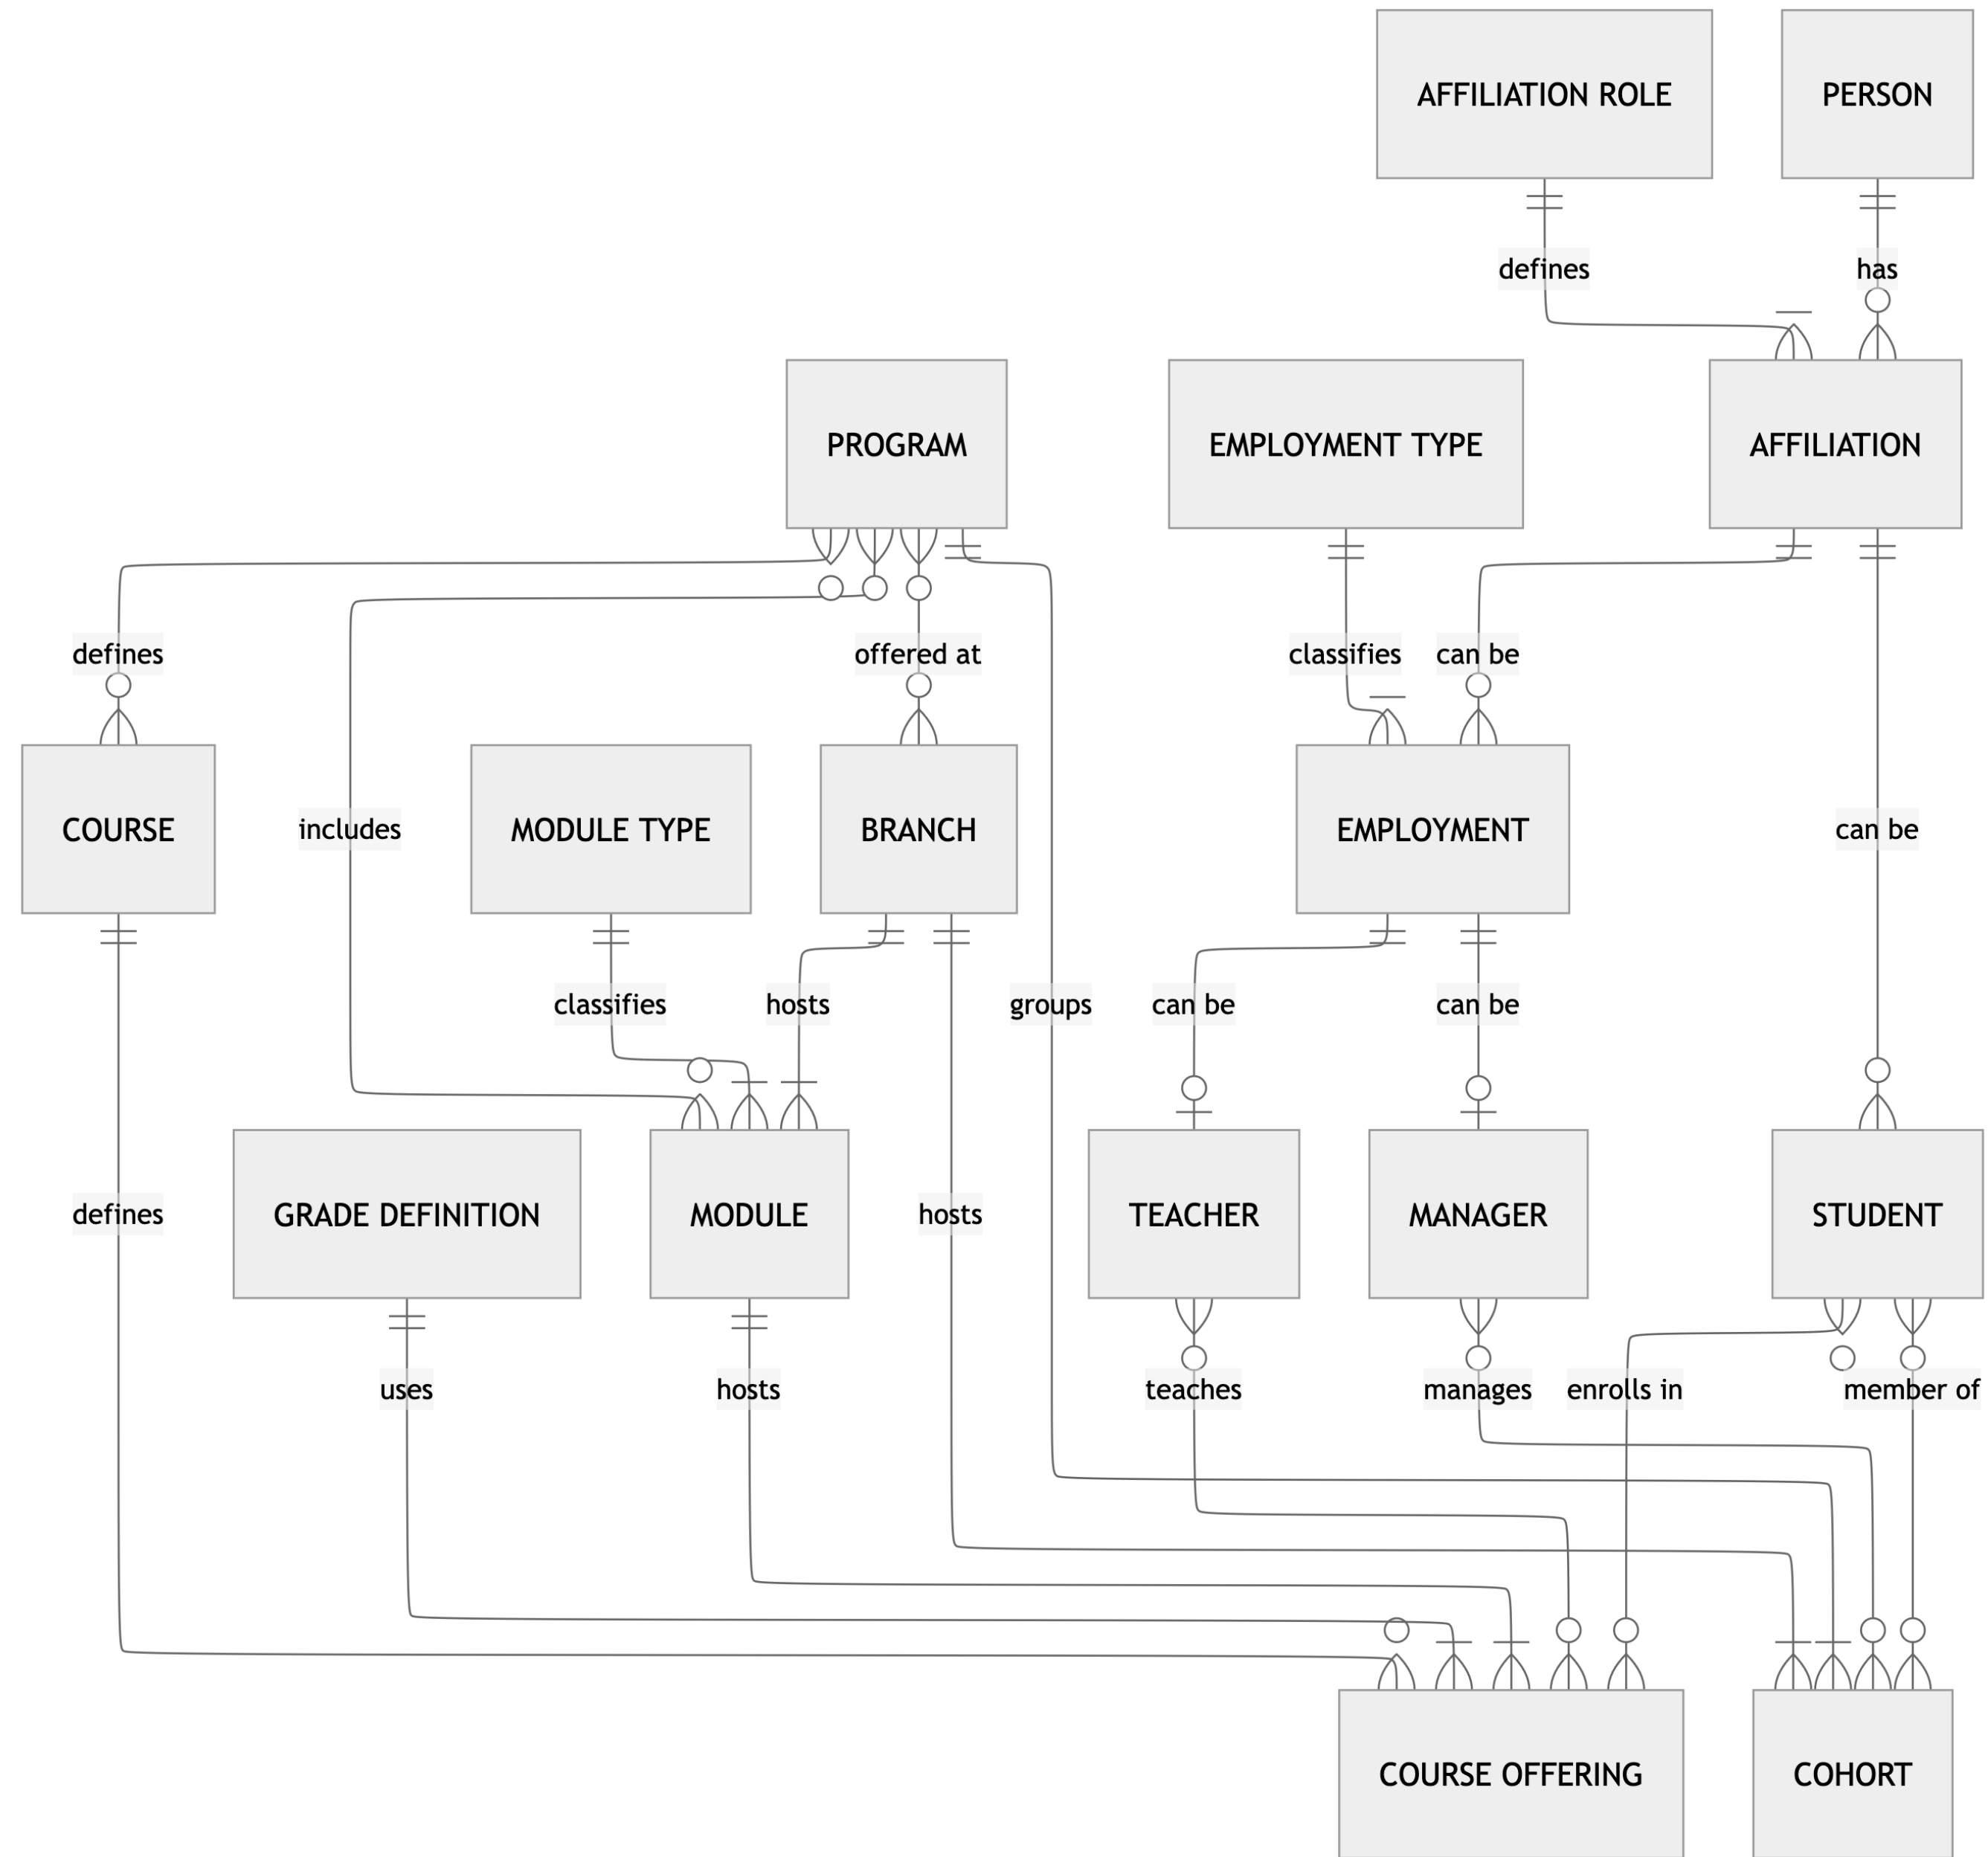 AFFILIATION ROLE
PERSON
defines
has
PROGRAM
EMPLOYMENT TYPE
AFFILIATION
defines
offered at
classifies
can be
COURSE
includes
MODULE TYPE
BRANCH
EMPLOYMENT
can be
classifies
hosts
groups
can be
can be
defines
GRADE DEFINITION
MODULE
hosts
TEACHER
MANAGER
STUDENT
uses
hosts
teaches
manages
enrolls in
member of
COURSE OFFERING
COHORT